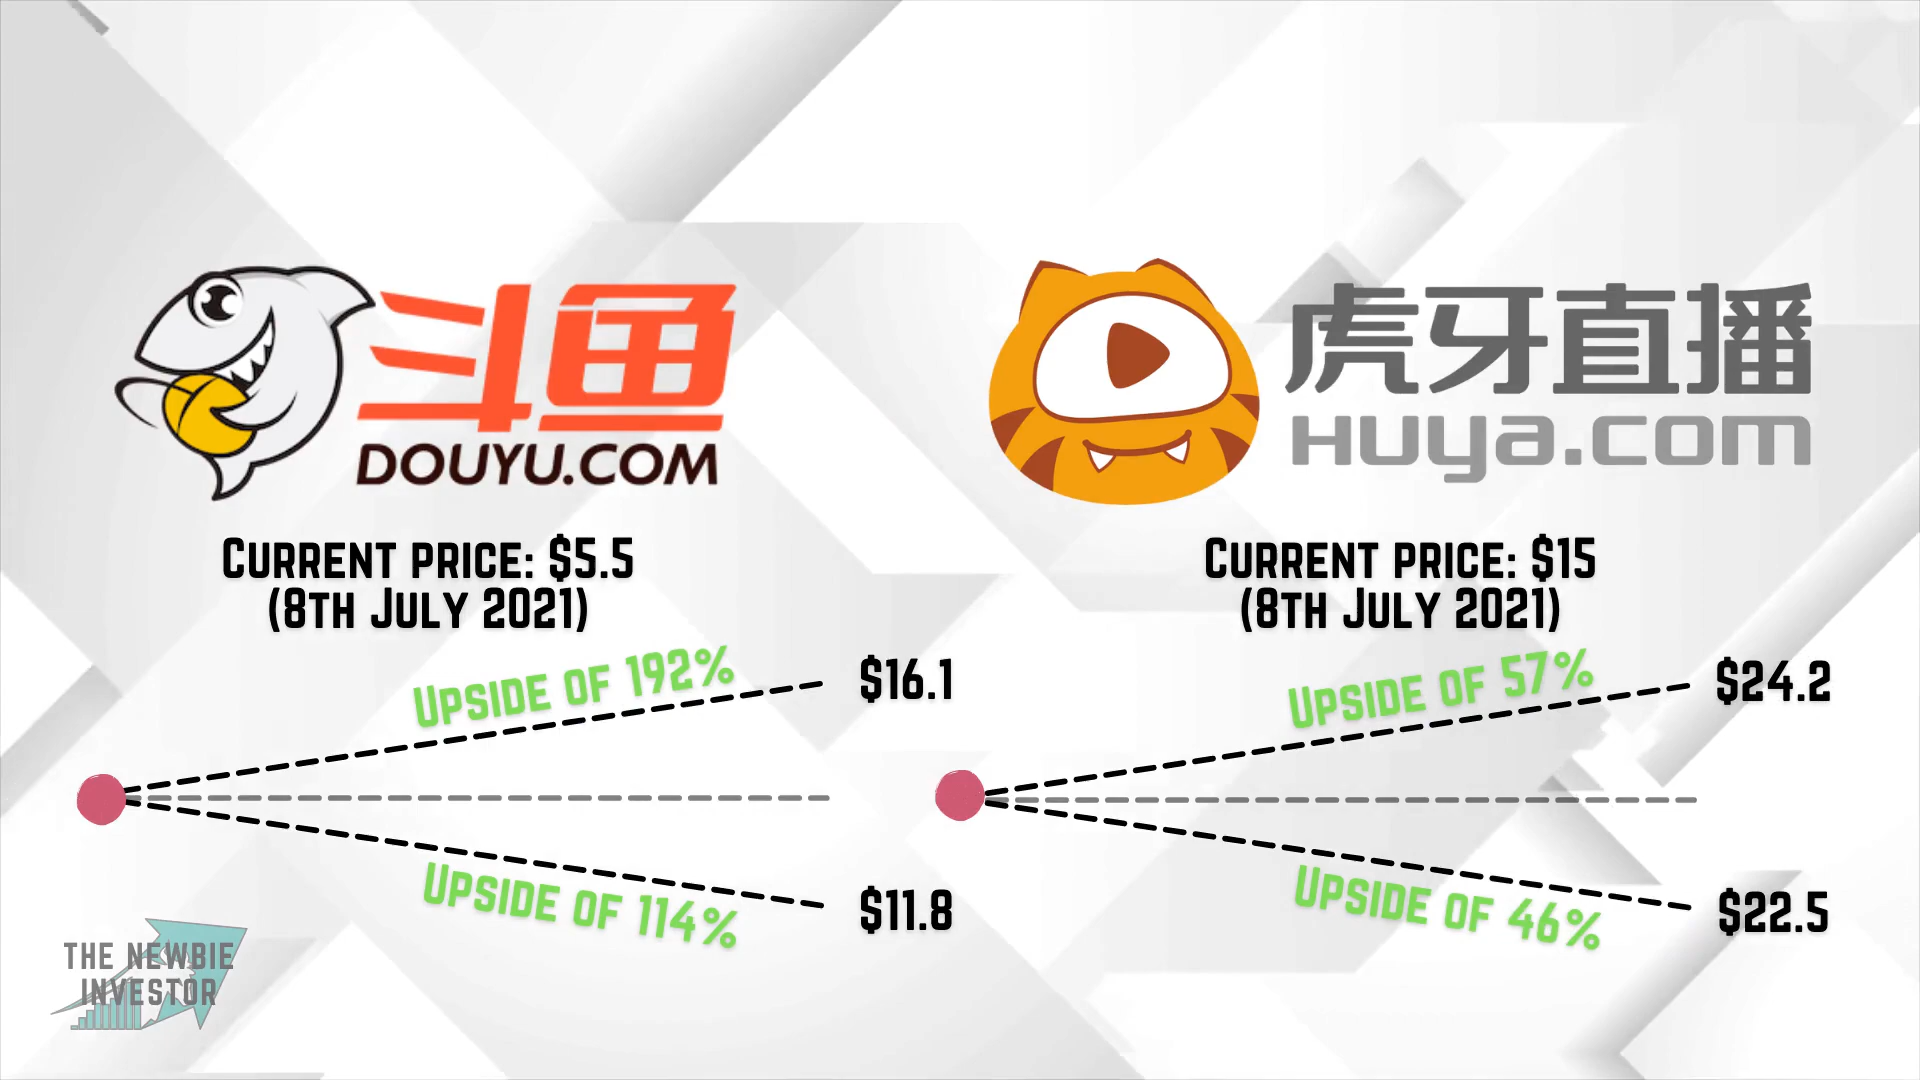 斗鱼
DOUYU.COM
Current price: $5.5
(8th July 2021)
Upside of 192%
$16.1
Upside of 114%
$11.8
虎牙直播
HUya.com
Current price: $15
(8th July 2021)
Upside of 57%
$24.2
Upside of 46%
$22.5
THE NEWBIE
INVESTOR